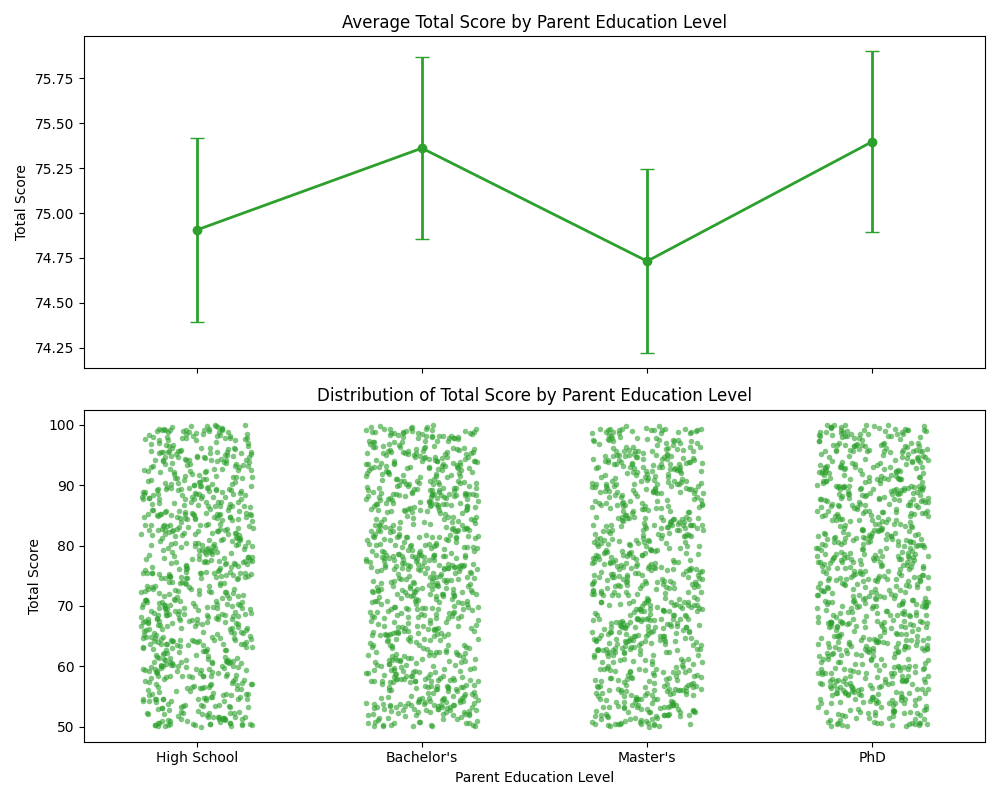 Average Total Score by Parent Education Level
75.75
75.50
75.25
75.00
74.75
74.50
74.25
Total Score
Distribution of Total Score by Parent Education Level
100
90
80
70
60
50
Total Score
High School
Bachelor's
Master's
PhD
Parent Education Level